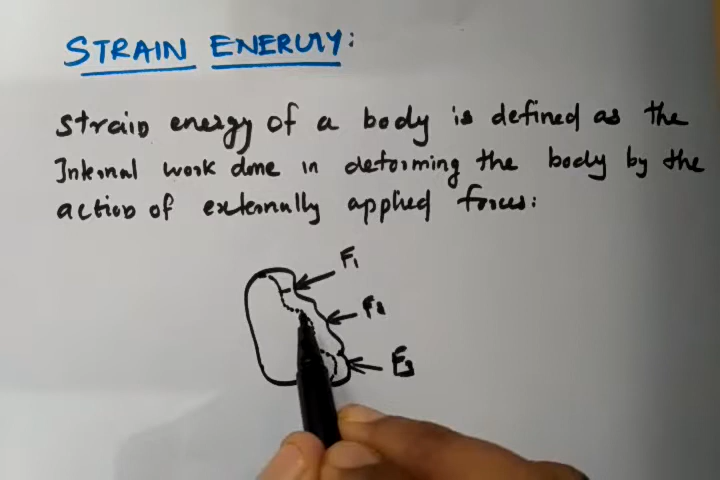 STRAIN ENERGY:
Strain energy of a body is defined as the
Internal work done in deforming the body by the
action of externally applied forces:
F1
F2
F3